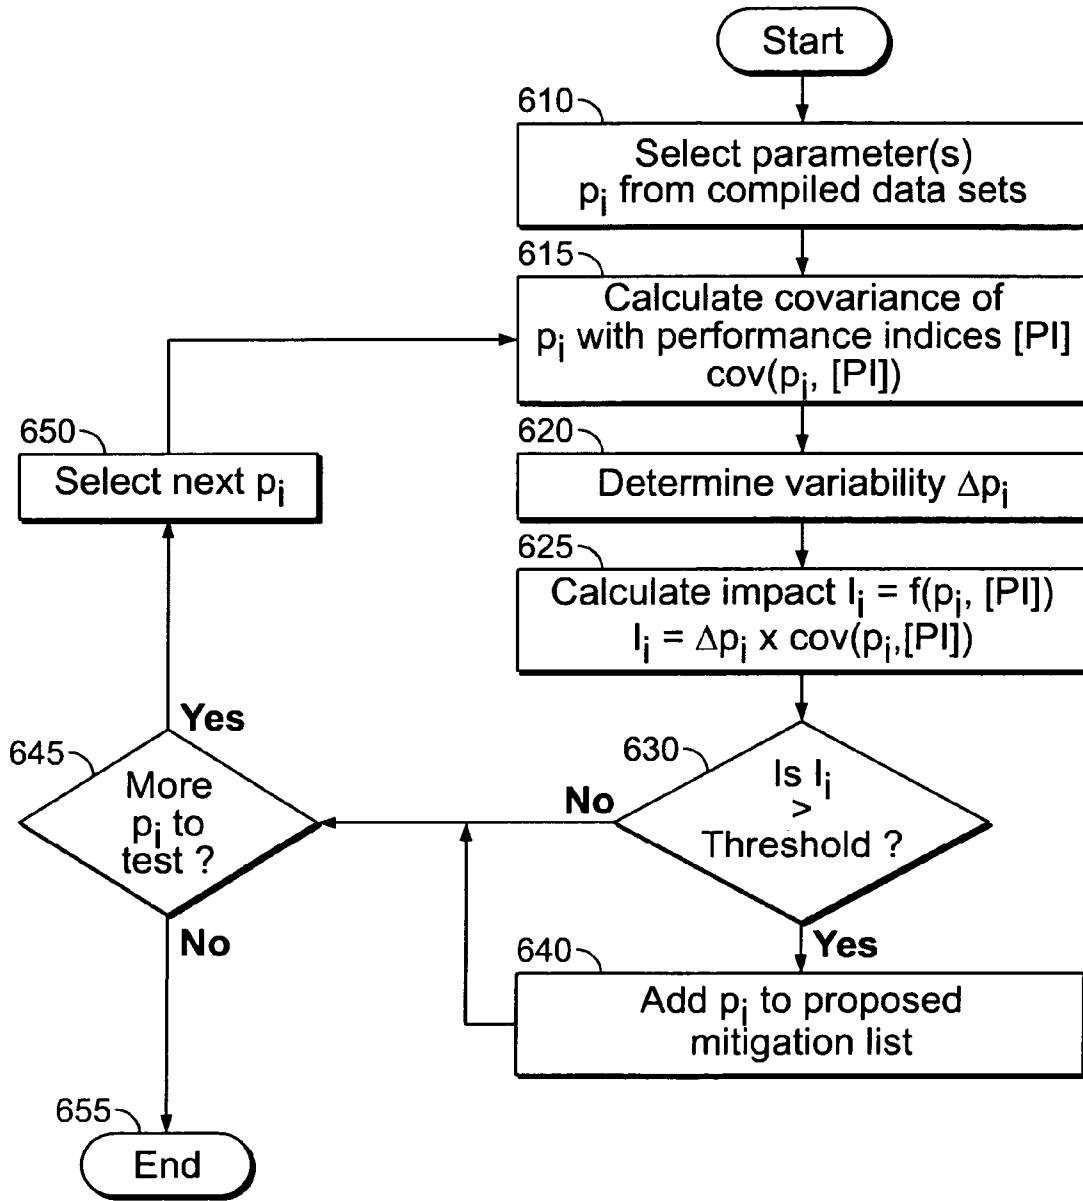 Start
610
Select parameter(s)
pi from compiled data sets
615
Calculate covariance of
pi with performance indices [PI]
cov(pi, [PI])
620
Determine variability Δpi
625
Calculate impact Ii = f(pi, [PI])
Ii = Δpi x cov(pi,[PI])
630
Is Ii
>
Threshold ?
No
Yes
640
Add pi to proposed
mitigation list
645
More
pi to
test ?
Yes
No
650
Select next pi
655
End